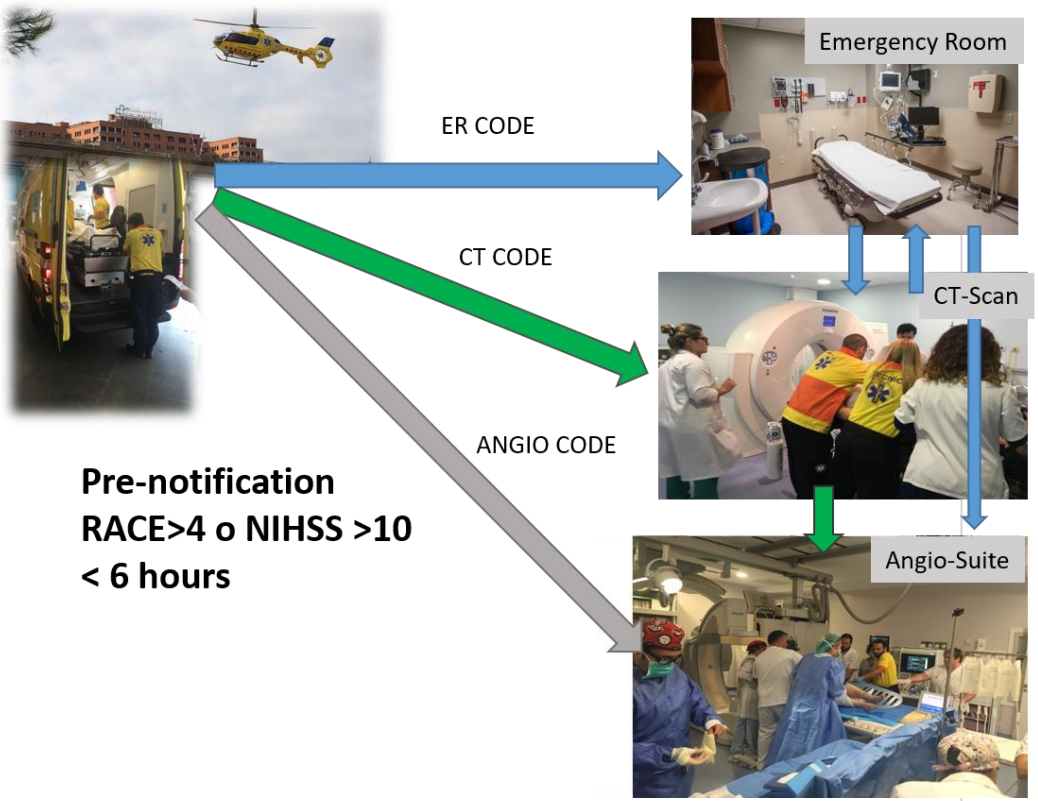 Emergency Room
ER CODE
CT CODE
CT-Scan
ANGIO CODE
Pre-notification
RACE>4 o NIHSS >10
< 6 hours
Angio-Suite